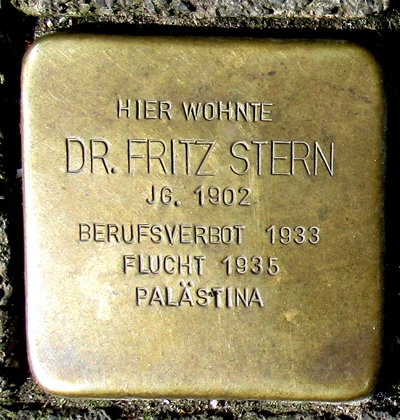 HIER WOHNTE
DR. FRITZ STERN
JG. 1902
BERUFSVERBOT 1933
FLUCHT 1935
PALÄSTINA